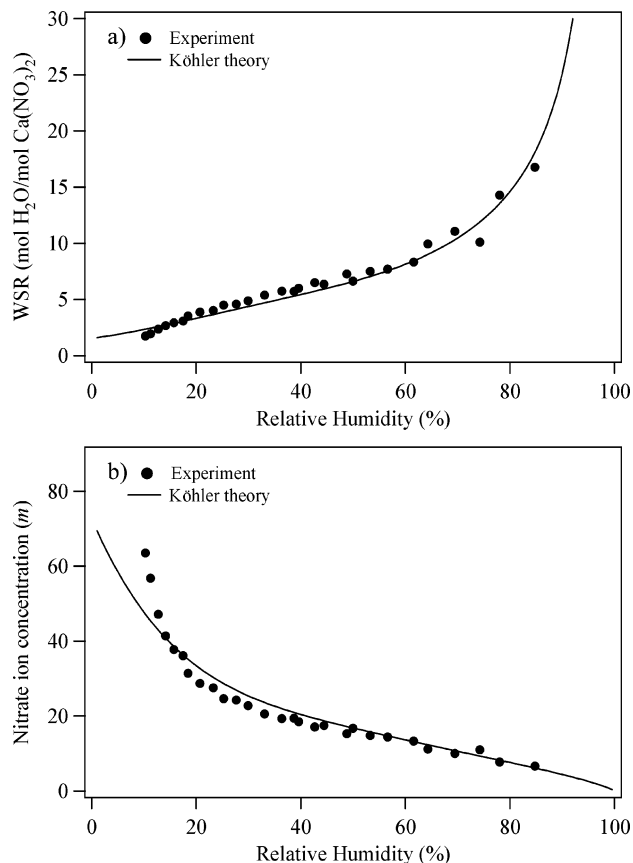 a)
Experiment
Köhler theory
WSR (mol H₂O/mol Ca(NO₃)₂)
30
25
20
15
10
5
0
0 20 40 60 80 100
Relative Humidity (%)
b)
Experiment
Köhler theory
Nitrate ion concentration (m)
80
60
40
20
0
0 20 40 60 80 100
Relative Humidity (%)